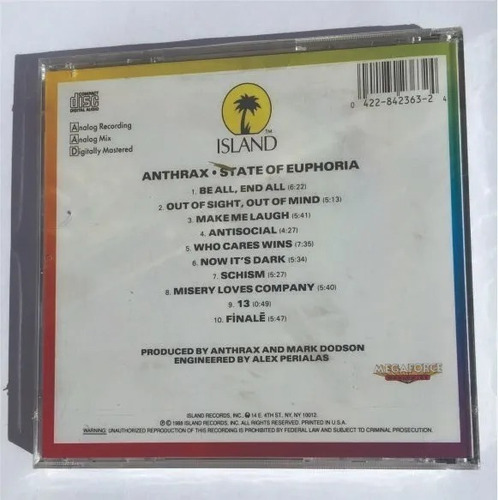 COMPACT
disc
DIGITAL AUDIO
A Analog Recording
A Analog Mix
D Digitally Mastered
ISLAND™
0 422-842363-2 4
ANTHRAX • STATE OF EUPHORIA
1. BE ALL, END ALL (6:22)
2. OUT OF SIGHT, OUT OF MIND (5:13)
3. MAKE ME LAUGH (5:41)
4. ANTISOCIAL (4:27)
5. WHO CARES WINS (7:35)
6. NOW IT'S DARK (5:34)
7. SCHISM (5:27)
8. MISERY LOVES COMPANY (5:40)
9. 13 (0:49)
10. FİNALĒ (5:47)
PRODUCED BY ANTHRAX AND MARK DODSON
ENGINEERED BY ALEX PERIALAS
MEGAFORCE
ISLAND RECORDS, INC. 14 E. 4TH ST., NY, NY 10012.
℗ © 1988 ISLAND RECORDS, INC. ALL RIGHTS RESERVED. PRINTED IN U.S.A.
WARNING: UNAUTHORIZED REPRODUCTION OF THIS RECORDING IS PROHIBITED BY FEDERAL LAW AND SUBJECT TO CRIMINAL PROSECUTION.